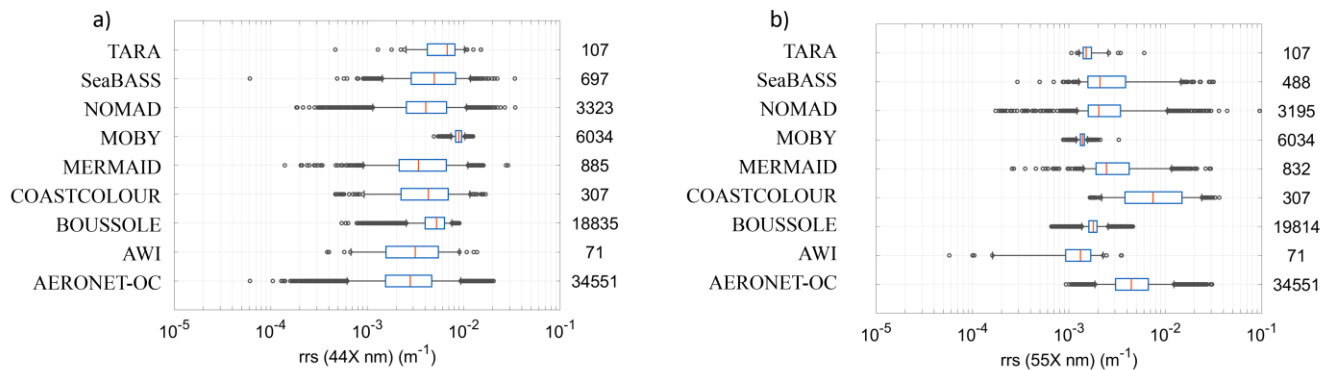 a)
TARA 107
SeaBASS 697
NOMAD 3323
MOBY 6034
MERMAID 885
COASTCOLOUR 307
BOUSSOLE 18835
AWI 71
AERONET-OC 34551
10^-5 10^-4 10^-3 10^-2 10^-1
rrs (44X nm) (m^-1)
b)
TARA 107
SeaBASS 488
NOMAD 3195
MOBY 6034
MERMAID 832
COASTCOLOUR 307
BOUSSOLE 19814
AWI 71
AERONET-OC 34551
10^-5 10^-4 10^-3 10^-2 10^-1
rrs (55X nm) (m^-1)